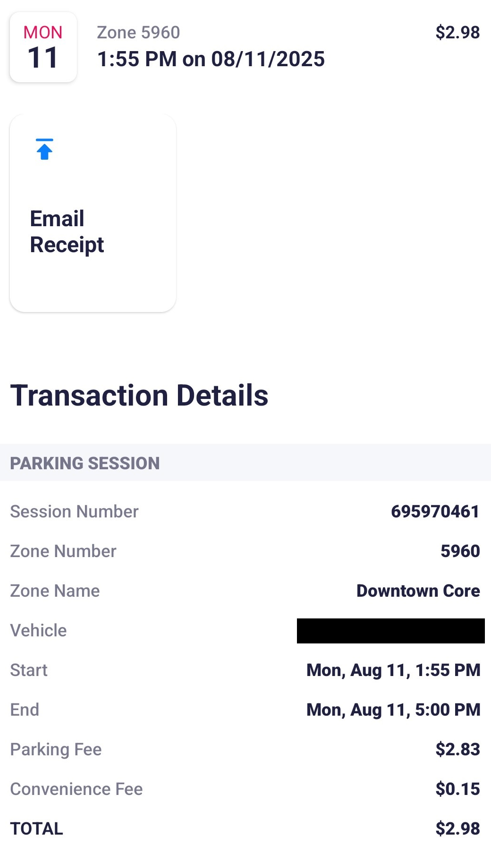 MON
11
Zone 5960
$2.98
1:55 PM on 08/11/2025
Email
Receipt
Transaction Details
PARKING SESSION
Session Number 695970461
Zone Number 5960
Zone Name Downtown Core
Vehicle
Start Mon, Aug 11, 1:55 PM
End Mon, Aug 11, 5:00 PM
Parking Fee $2.83
Convenience Fee $0.15
TOTAL $2.98